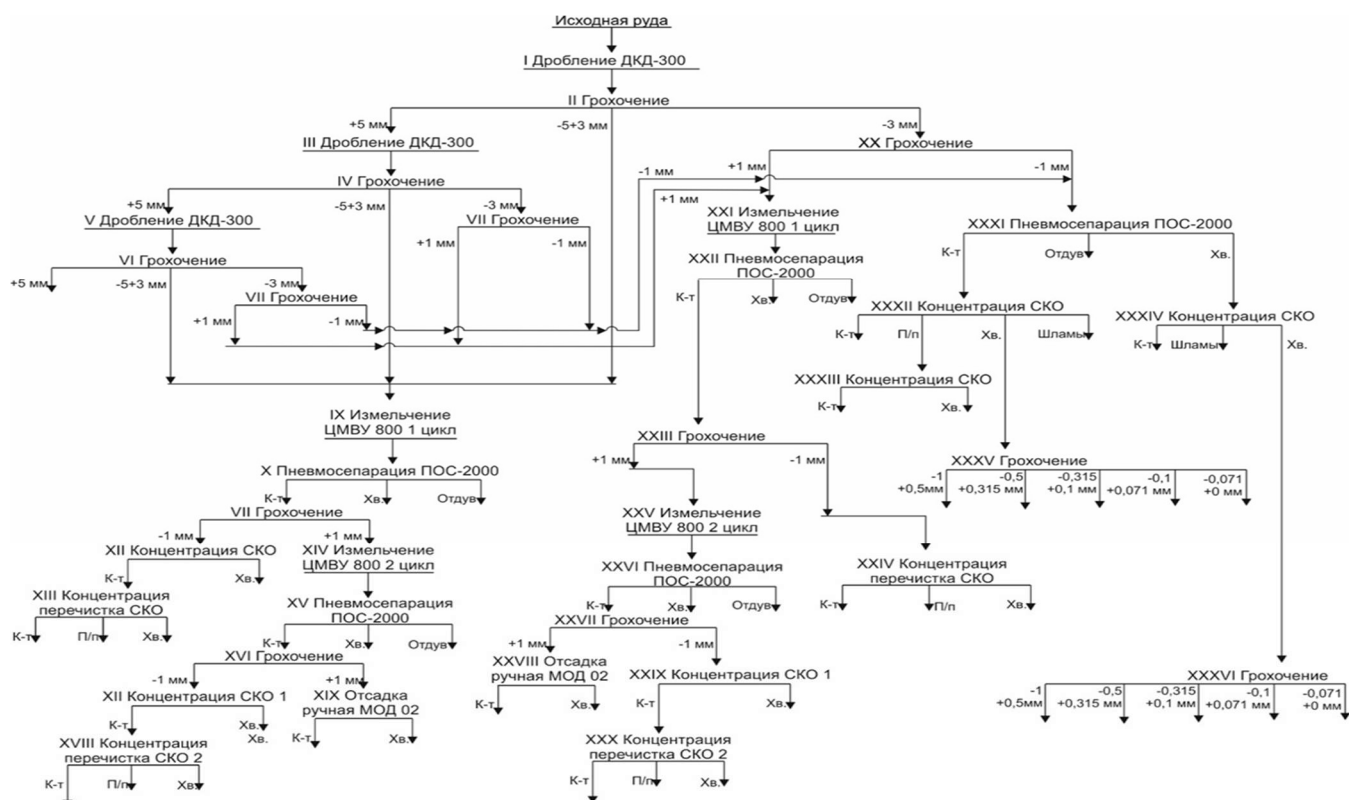 Исходная руда
I Дробление ДКД-300
II Грохочение
+5 мм
-5+3 мм
-3 мм
III Дробление ДКД-300
XX Грохочение
+1 мм
-1 мм
IV Грохочение
+5 мм
-5+3 мм
-3 мм
-1 мм
+1 мм
V Дробление ДКД-300
VII Грохочение
+1 мм
-1 мм
XXI Измельчение
ЦМВУ 800 1 цикл
XXXI Пневмосепарация ПОС-2000
К-т
Отдув
Хв.
VI Грохочение
+5 мм
-5+3 мм
-3 мм
XXII Пневмосепарация
ПОС-2000
К-т
Хв.
Отдув
VII Грохочение
+1 мм
-1 мм
XXXII Концентрация СКО
К-т
П/п
Хв.
Шламы
XXXIV Концентрация СКО
К-т
Шламы
Хв.
XXXIII Концентрация СКО
К-т
Хв.
IX Измельчение
ЦМВУ 800 1 цикл
XXIII Грохочение
+1 мм
-1 мм
X Пневмосепарация ПОС-2000
К-т
Хв.
Отдув
XXXV Грохочение
-1
+0,5мм
-0,5
+0,315 мм
-0,315
+0,1 мм
-0,1
+0,071 мм
-0,071
+0 мм
VII Грохочение
-1 мм
+1 мм
XXV Измельчение
ЦМВУ 800 2 цикл
XII Концентрация СКО
К-т
Хв.
XIV Измельчение
ЦМВУ 800 2 цикл
XXVI Пневмосепарация
ПОС-2000
К-т
Хв.
Отдув
XXIV Концентрация
перечистка СКО
К-т
П/п
Хв.
XIII Концентрация
перечистка СКО
К-т
П/п
Хв.
XV Пневмосепарация
ПОС-2000
К-т
Хв.
Отдув
XXVII Грохочение
+1 мм
-1 мм
XVI Грохочение
-1 мм
+1 мм
XXVIII Отсадка
ручная МОД 02
К-т
Хв.
XXIX Концентрация СКО 1
К-т
Хв.
XXXVI Грохочение
-1
+0,5мм
-0,5
+0,315 мм
-0,315
+0,1 мм
-0,1
+0,071 мм
-0,071
+0 мм
XII Концентрация СКО 1
К-т
Хв.
Хв.
XIX Отсадка
ручная МОД 02
К-т
Хв.
XVIII Концентрация
перечистка СКО 2
К-т
П/п
Хв.
XXX Концентрация
перечистка СКО 2
К-т
П/п
Хв.